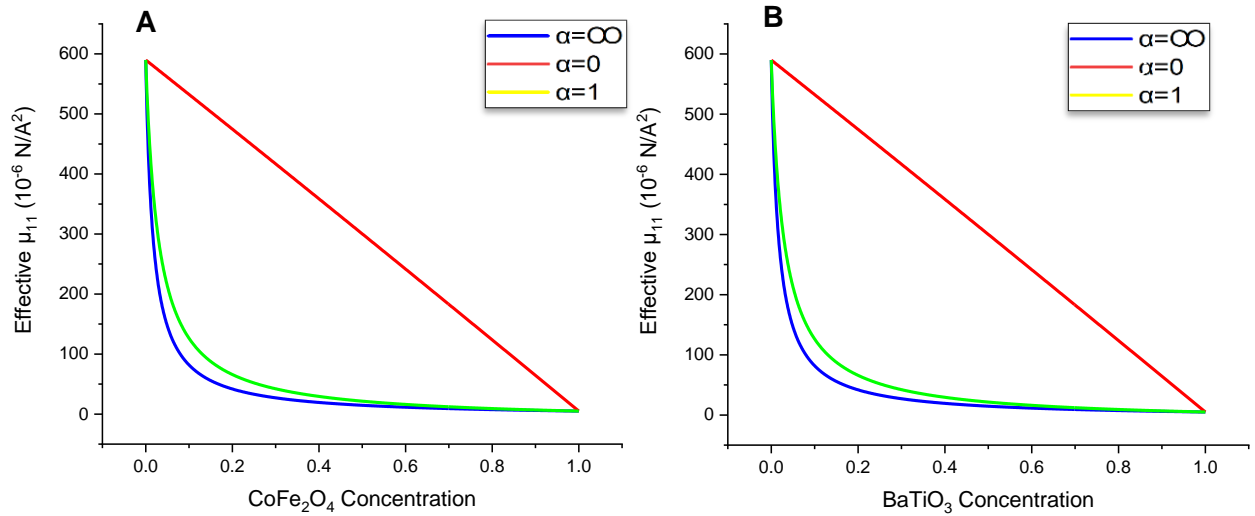 A
α=∞
α=0
α=1
Effective μ₁₁ (10⁻⁶ N/A²)
600
500
400
300
200
100
0
0.0 0.2 0.4 0.6 0.8 1.0
CoFe₂O₄ Concentration
B
α=∞
α=0
α=1
Effective μ₁₁ (10⁻⁶ N/A²)
600
500
400
300
200
100
0
0.0 0.2 0.4 0.6 0.8 1.0
BaTiO₃ Concentration